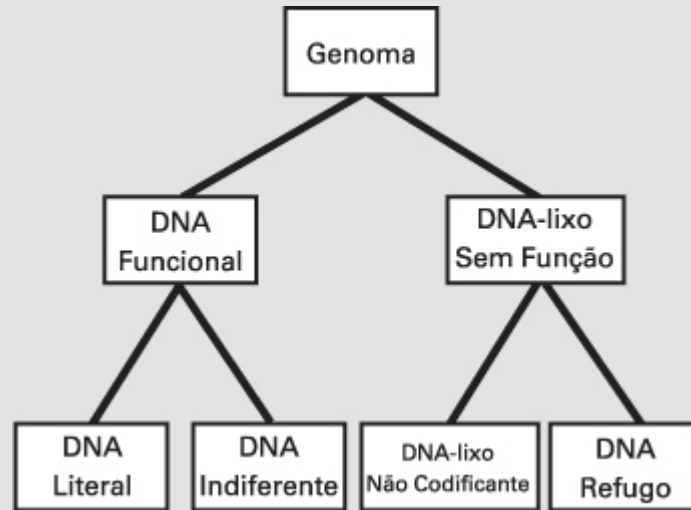 Genoma
DNA
Funcional
DNA-lixo
Sem Função
DNA
Literal
DNA
Indiferente
DNA-lixo
Não Codificante
DNA
Refugo